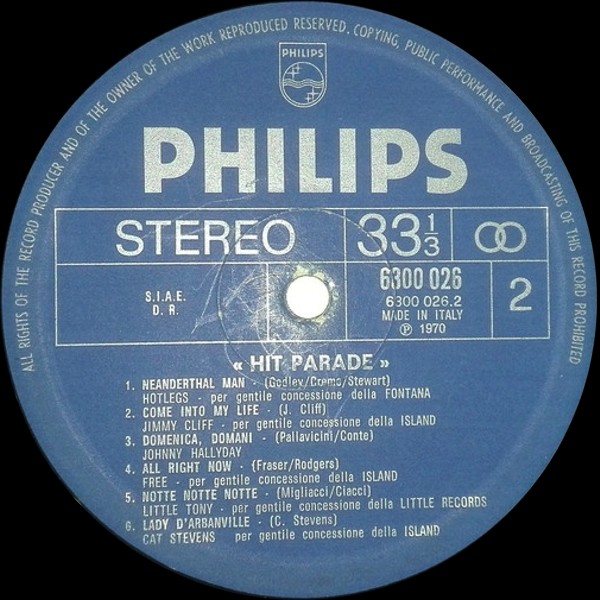 ALL RIGHTS OF THE RECORD PRODUCER AND OF THE OWNER OF THE WORK REPRODUCED RESERVED. COPYING, PUBLIC PERFORMANCE AND BROADCASTING OF THIS RECORD PROHIBITED
PHILIPS
PHILIPS
STEREO
33 1/3
S.I.A.E.
D. R.
6300 026
6300 026.2
MADE IN ITALY
Ⓟ 1970
2
« HIT PARADE »
1. NEANDERTHAL MAN - (Godley/Creme/Stewart)
HOTLEGS - per gentile concessione della FONTANA
2. COME INTO MY LIFE - (J. Cliff)
JIMMY CLIFF - per gentile concessione della ISLAND
3. DOMENICA, DOMANI - (Pallavicini/Conte)
JOHNNY HALLYDAY
4. ALL RIGHT NOW - (Fraser/Rodgers)
FREE - per gentile concessione della ISLAND
5. NOTTE NOTTE NOTTE - (Migliacci/Ciacci)
LITTLE TONY - per gentile concessione della LITTLE RECORDS
6. LADY D'ARBANVILLE - (C. Stevens)
CAT STEVENS per gentile concessione della ISLAND